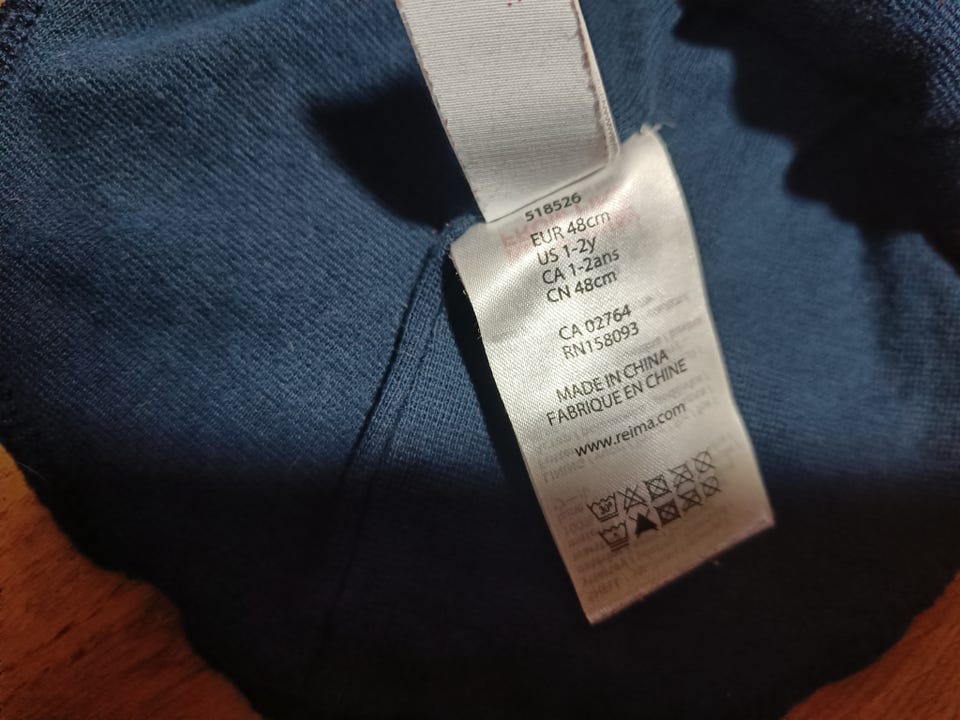 518526
EUR 48cm
US 1-2y
CA 1-2ans
CN 48cm
CA 02764
RN158093
MADE IN CHINA
FABRIQUE EN CHINE
www.reima.com